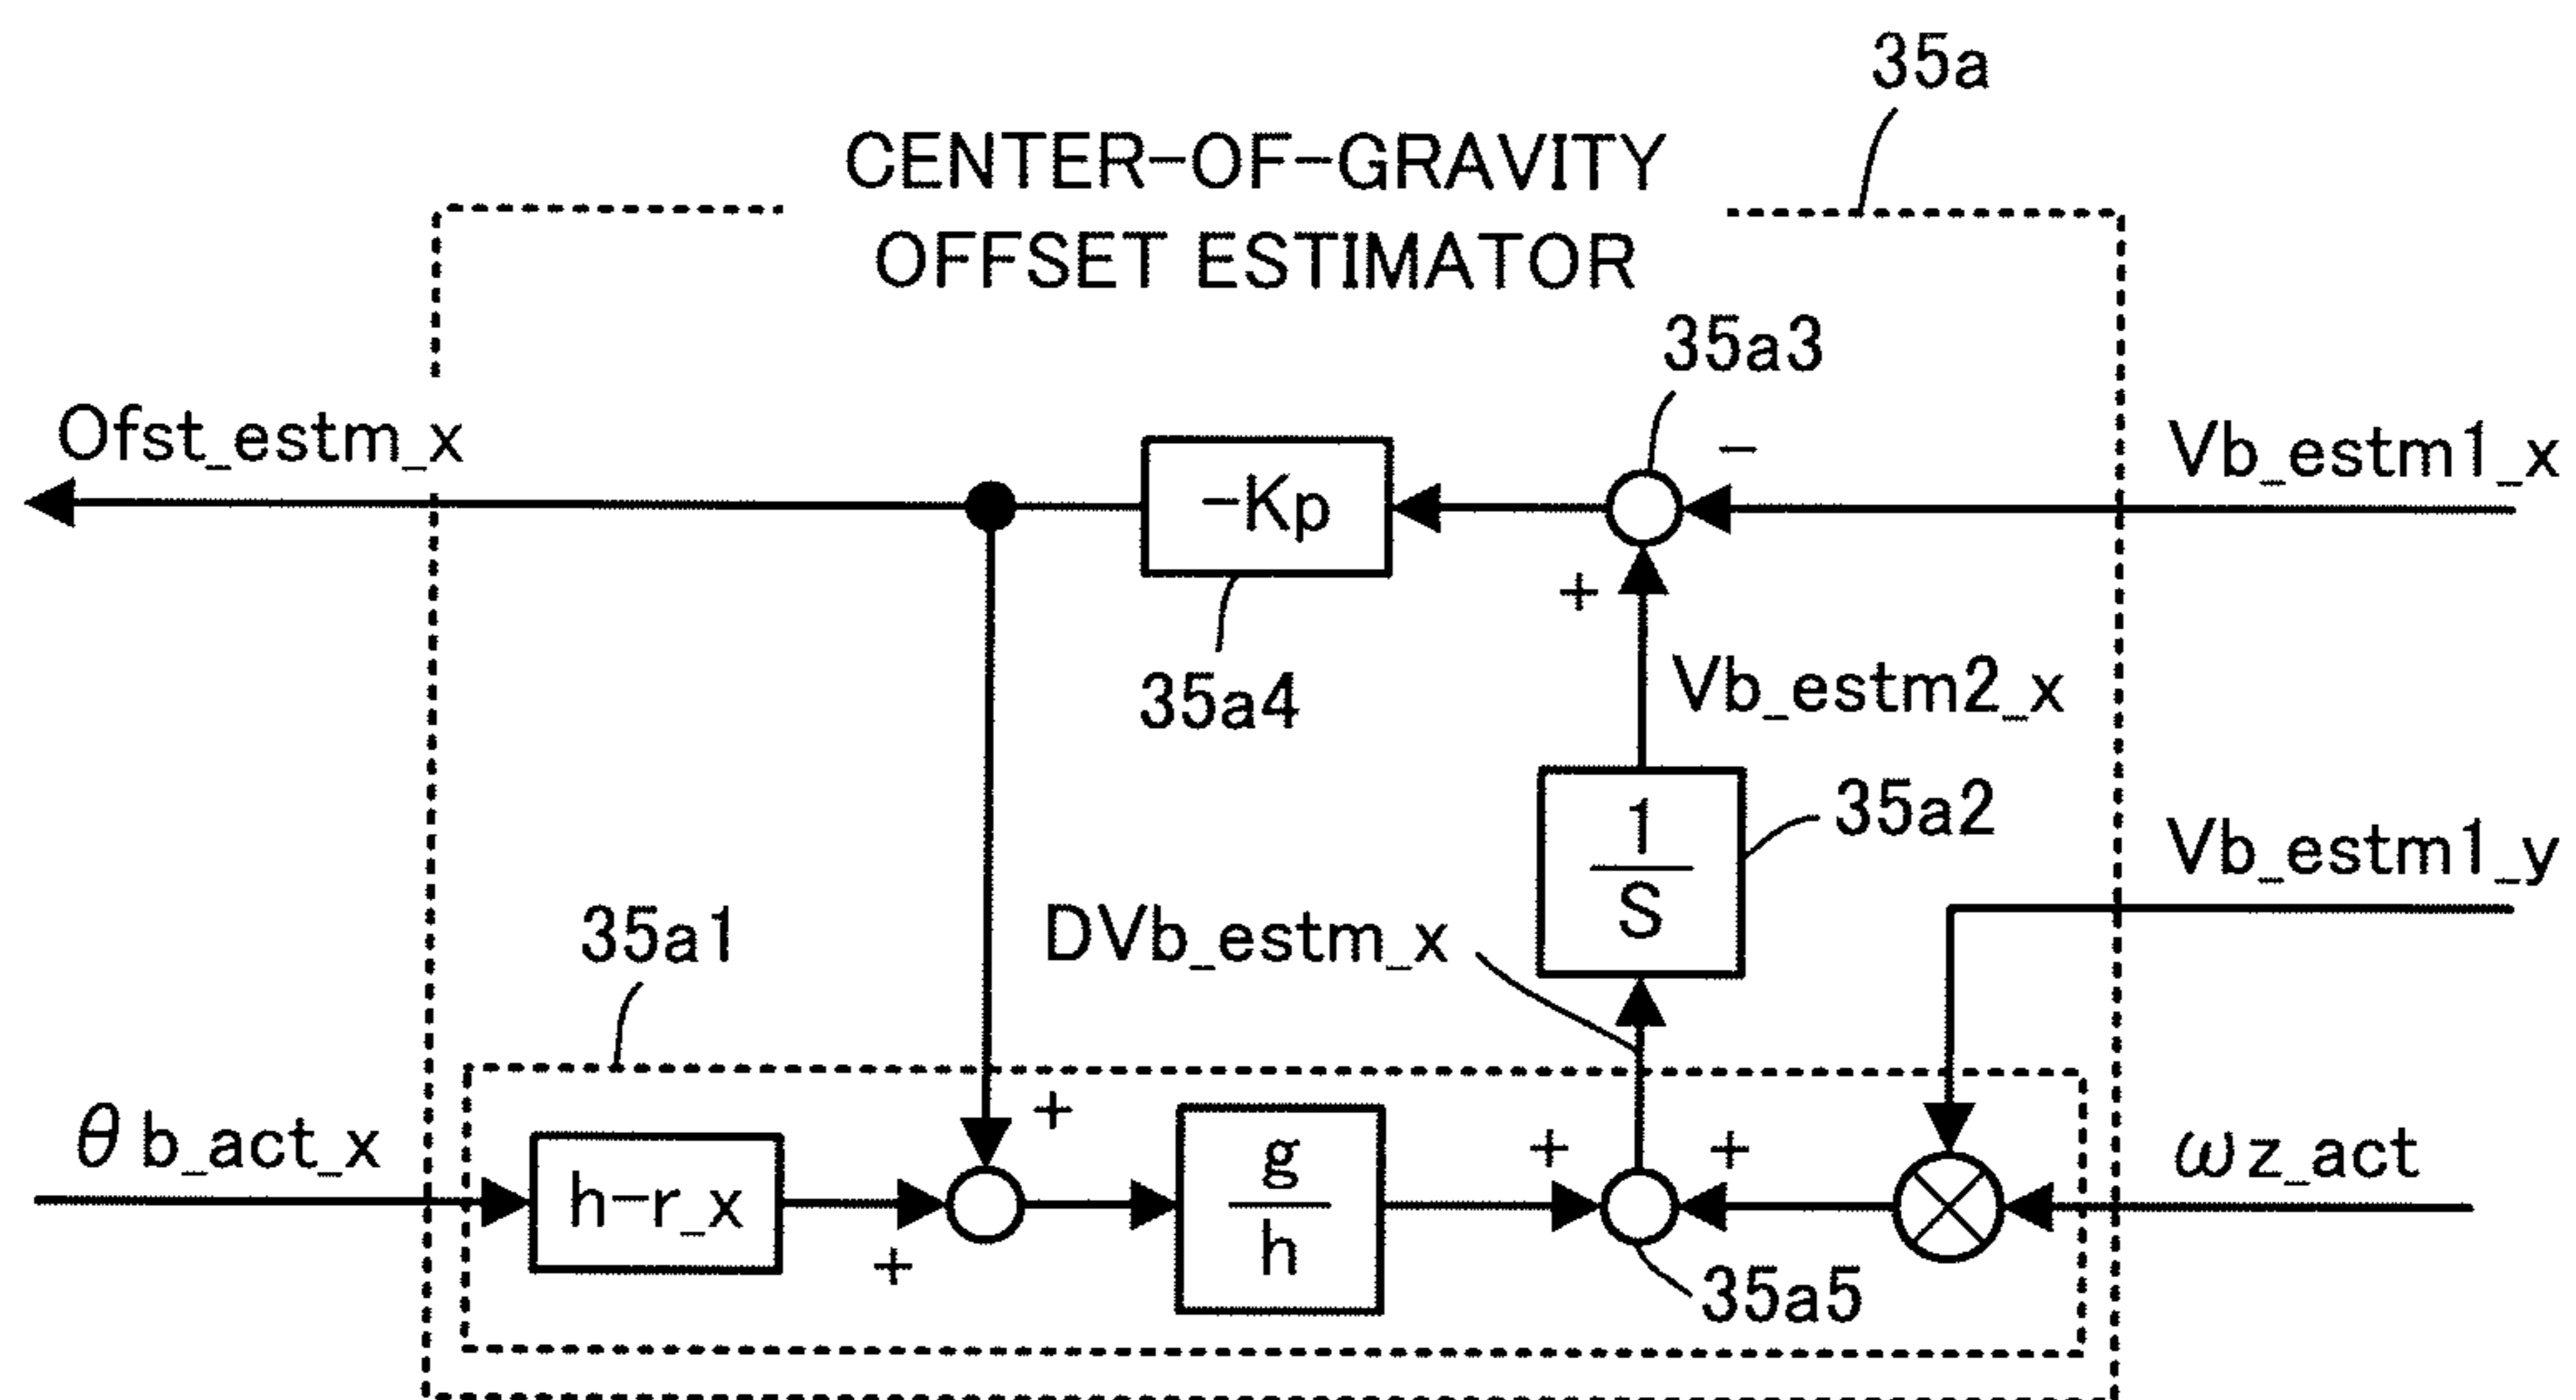 35a
CENTER-OF-GRAVITY
OFFSET ESTIMATOR
35a3
Ofst_estm_x
-Kp
−
Vb_estm1_x
+
35a4
Vb_estm2_x
1
S
35a2
Vb_estm1_y
35a1
DVb_estm_x
θb_act_x
h-r_x
+
+
g
h
+
+
ωz_act
35a5